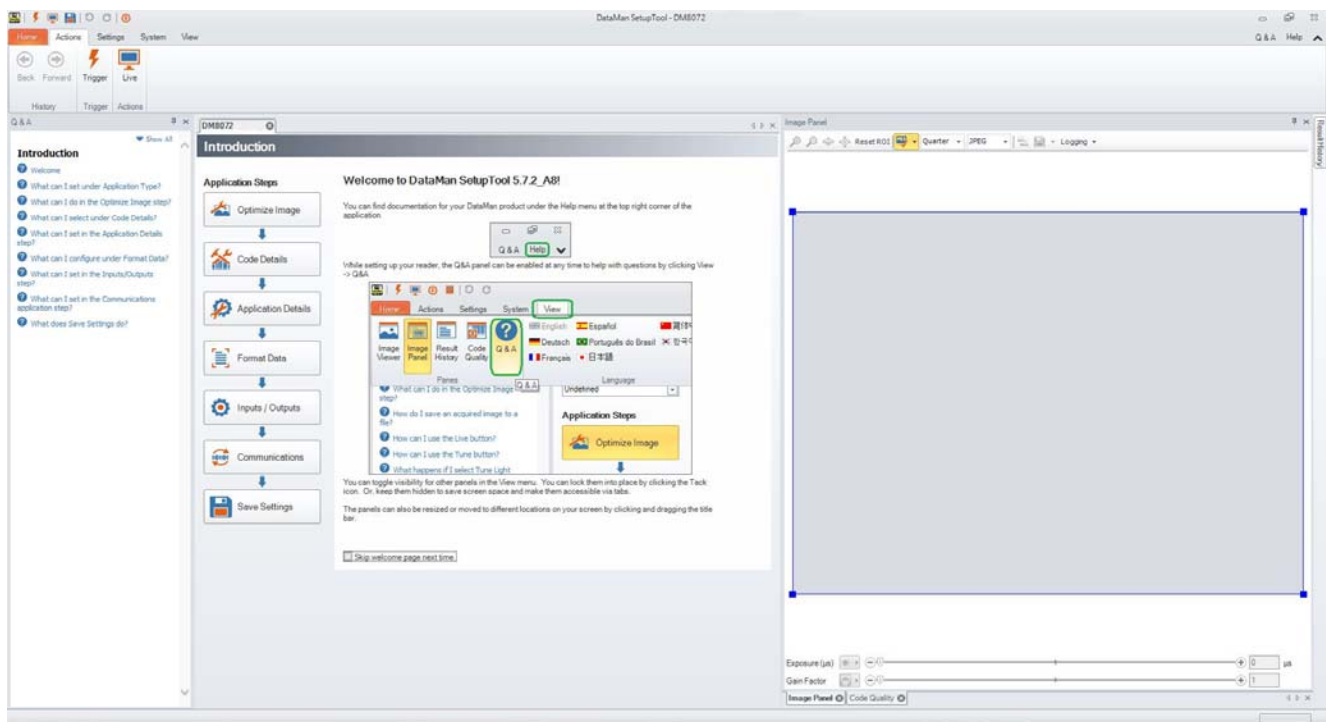 DataMan SetupTool - DM8072
Home Actions Settings System View
Q & A Help
Back Forward Trigger Live
History Trigger Actions
Q & A
Show All
Introduction
Welcome
What can I set under Application Type?
What can I do in the Optimize Image step?
What can I select under Code Details?
What can I set in the Application Details
step?
What can I configure under Format Data?
What can I set in the Inputs/Outputs
step?
What can I set in the Communications
application step?
What does Save Settings do?
DM8072
Introduction
Application Steps
Optimize Image
Code Details
Application Details
Format Data
Inputs / Outputs
Communications
Save Settings
Welcome to DataMan SetupTool 5.7.2_A8!
You can find documentation for your DataMan product under the Help menu at the top right corner of the
application.
Q & A Help
While setting up your reader, the Q&A panel can be enabled at any time to help with questions by clicking View
-> Q&A
Home Actions Settings System View
Image
Viewer
Image
Panel
Result
History
Code
Quality
Q & A
English Español
Deutsch Português do Brasil
Français 日本語
Panes Language
Q & A
What can I do in the Optimize Image
step?
How do I save an acquired image to a
file?
How can I use the Live button?
How can I use the Tune button?
What happens if I select Tune Light
Undefined
Application Steps
Optimize Image
You can toggle visibility for other panels in the View menu. You can lock them into place by clicking the Tack
icon. Or, keep them hidden to save screen space and make them accessible via tabs.
The panels can also be resized or moved to different locations on your screen by clicking and dragging the title
bar.
Skip welcome page next time
Image Panel
Reset ROI Quarter JPEG Logging
Result History
Exposure (µs) 0 µs
Gain Factor 1
Image Panel Code Quality